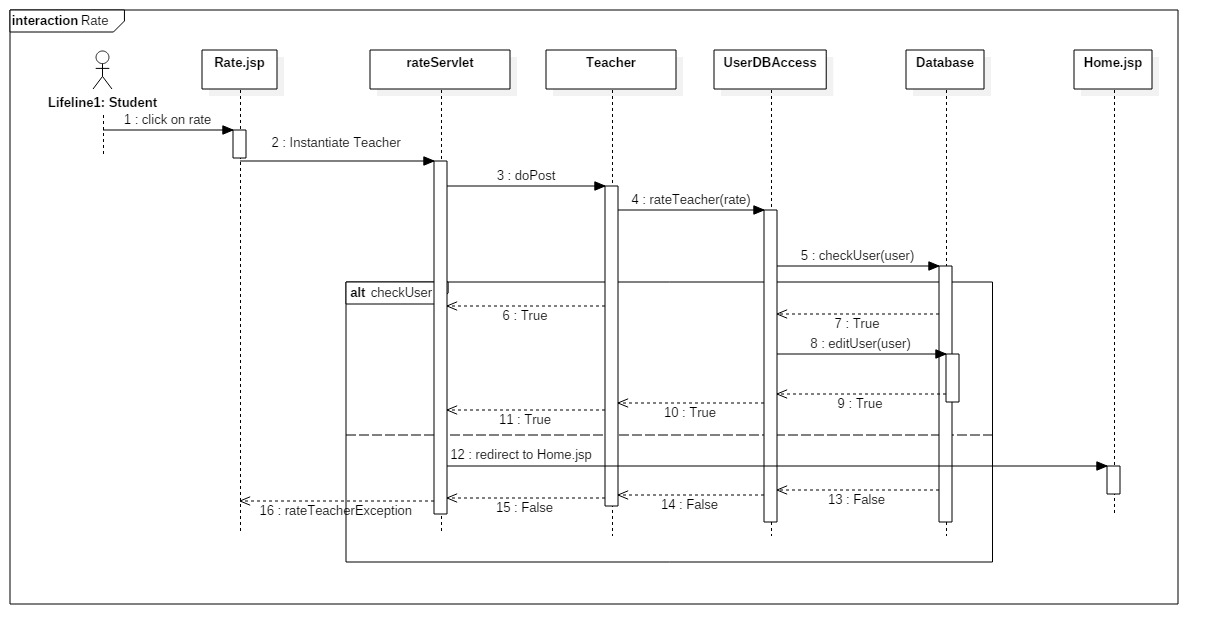 interaction Rate
Rate.jsp
rateServlet
Teacher
UserDBAccess
Database
Home.jsp
Lifeline1: Student
1 : click on rate
2 : Instantiate Teacher
3 : doPost
4 : rateTeacher(rate)
5 : checkUser(user)
alt checkUser
6 : True
7 : True
8 : editUser(user)
9 : True
10 : True
11 : True
12 : redirect to Home.jsp
13 : False
14 : False
15 : False
16 : rateTeacherException